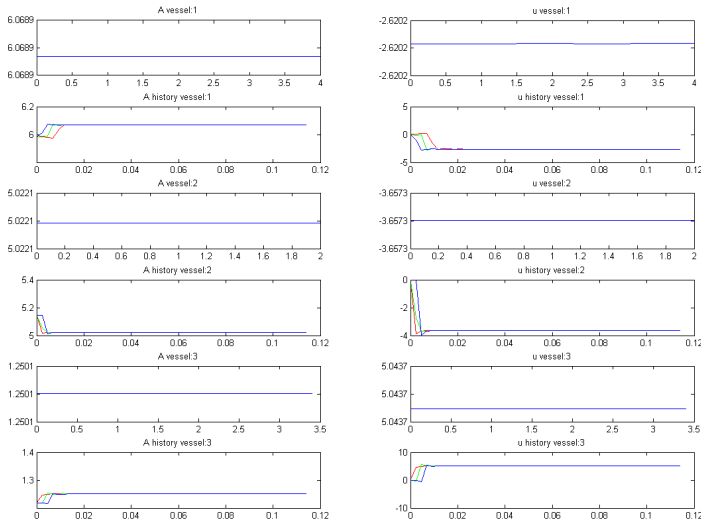 A vessel:1
6.0689
6.0689
6.0689
0 0.5 1 1.5 2 2.5 3 3.5 4
u vessel:1
-2.6202
-2.6202
-2.6202
0 0.5 1 1.5 2 2.5 3 3.5 4
A history vessel:1
6.2
6
0 0.02 0.04 0.06 0.08 0.1 0.12
u history vessel:1
5
0
-5
0 0.02 0.04 0.06 0.08 0.1 0.12
A vessel:2
5.0221
5.0221
5.0221
0 0.2 0.4 0.6 0.8 1 1.2 1.4 1.6 1.8 2
u vessel:2
-3.6573
-3.6573
-3.6573
0 0.2 0.4 0.6 0.8 1 1.2 1.4 1.6 1.8 2
A history vessel:2
5.4
5.2
5
0 0.02 0.04 0.06 0.08 0.1 0.12
u history vessel:2
0
-2
-4
0 0.02 0.04 0.06 0.08 0.1 0.12
A vessel:3
1.2501
1.2501
1.2501
0 0.5 1 1.5 2 2.5 3 3.5
u vessel:3
5.0437
5.0437
5.0437
0 0.5 1 1.5 2 2.5 3 3.5
A history vessel:3
1.4
1.3
0 0.02 0.04 0.06 0.08 0.1 0.12
u history vessel:3
10
0
-10
0 0.02 0.04 0.06 0.08 0.1 0.12